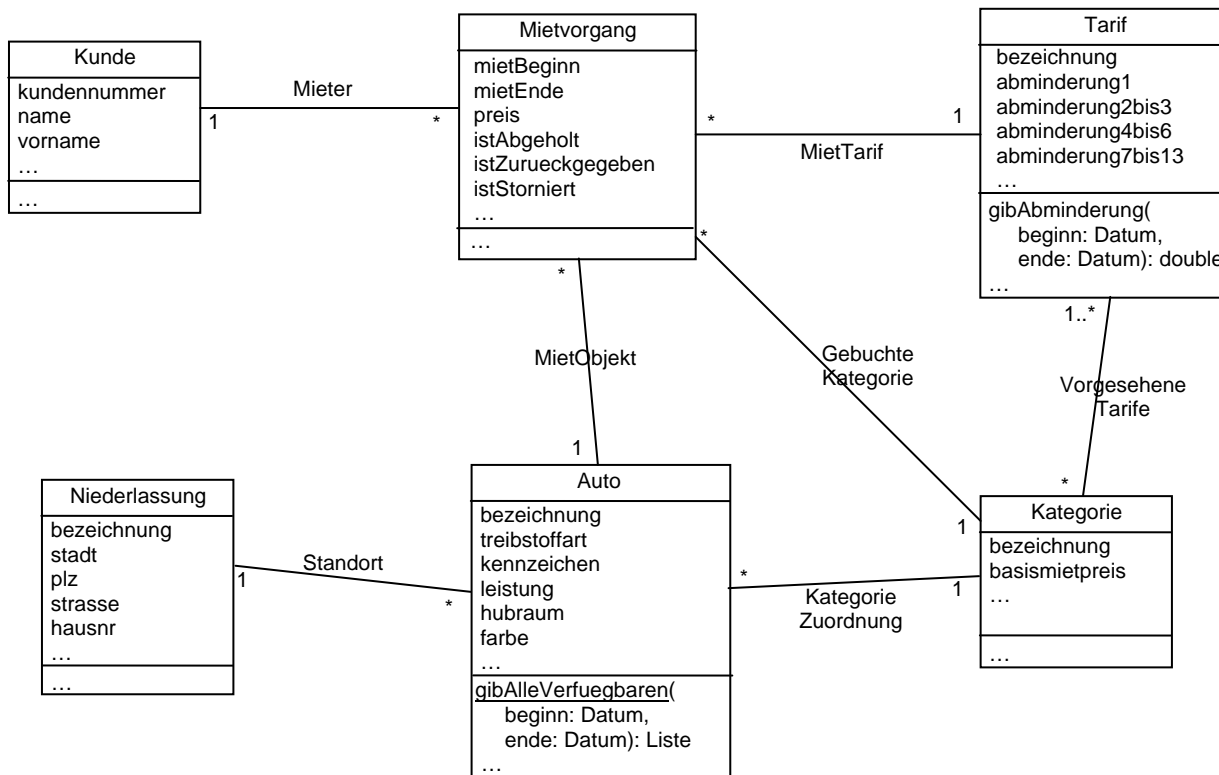 Kunde
kundennummer
name
vorname
…
…
Mieter
1
*
Mietvorgang
mietBeginn
mietEnde
preis
istAbgeholt
istZurueckgegeben
istStorniert
…
…
*
1
MietTarif
Tarif
bezeichnung
abminderung1
abminderung2bis3
abminderung4bis6
abminderung7bis13
…
gibAbminderung(
beginn: Datum,
ende: Datum): double
…
*
*
1..*
MietObjekt
Gebuchte
Kategorie
Vorgesehene
Tarife
1
*
1
Niederlassung
bezeichnung
stadt
plz
strasse
hausnr
…
…
Standort
1
*
Auto
bezeichnung
treibstoffart
kennzeichen
leistung
hubraum
farbe
…
gibAlleVerfuegbaren(
beginn: Datum,
ende: Datum): Liste
…
*
1
Kategorie
Zuordnung
Kategorie
bezeichnung
basismietpreis
…
…